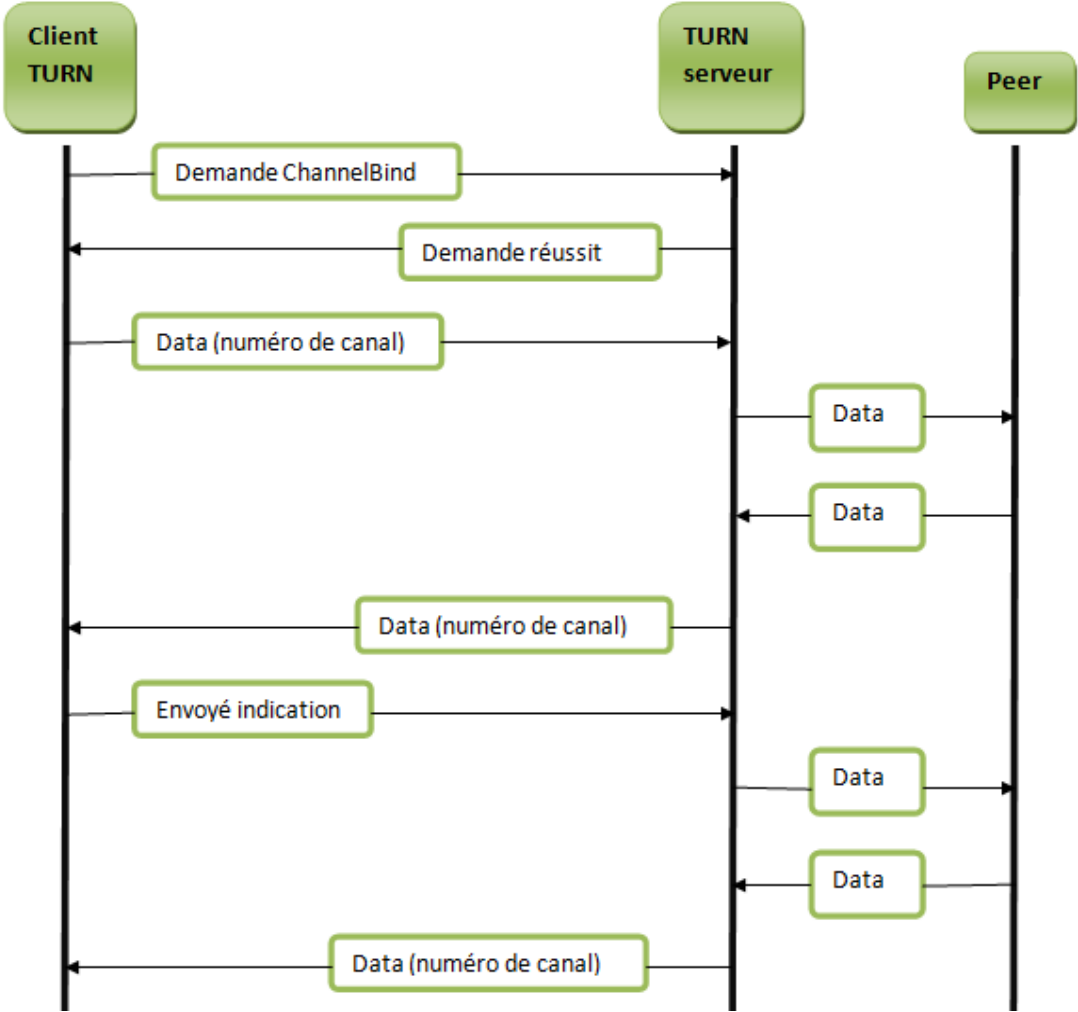 Client
TURN
TURN
serveur
Peer
Demande ChannelBind
Demande réussit
Data (numéro de canal)
Data
Data
Data (numéro de canal)
Envoyé indication
Data
Data
Data (numéro de canal)